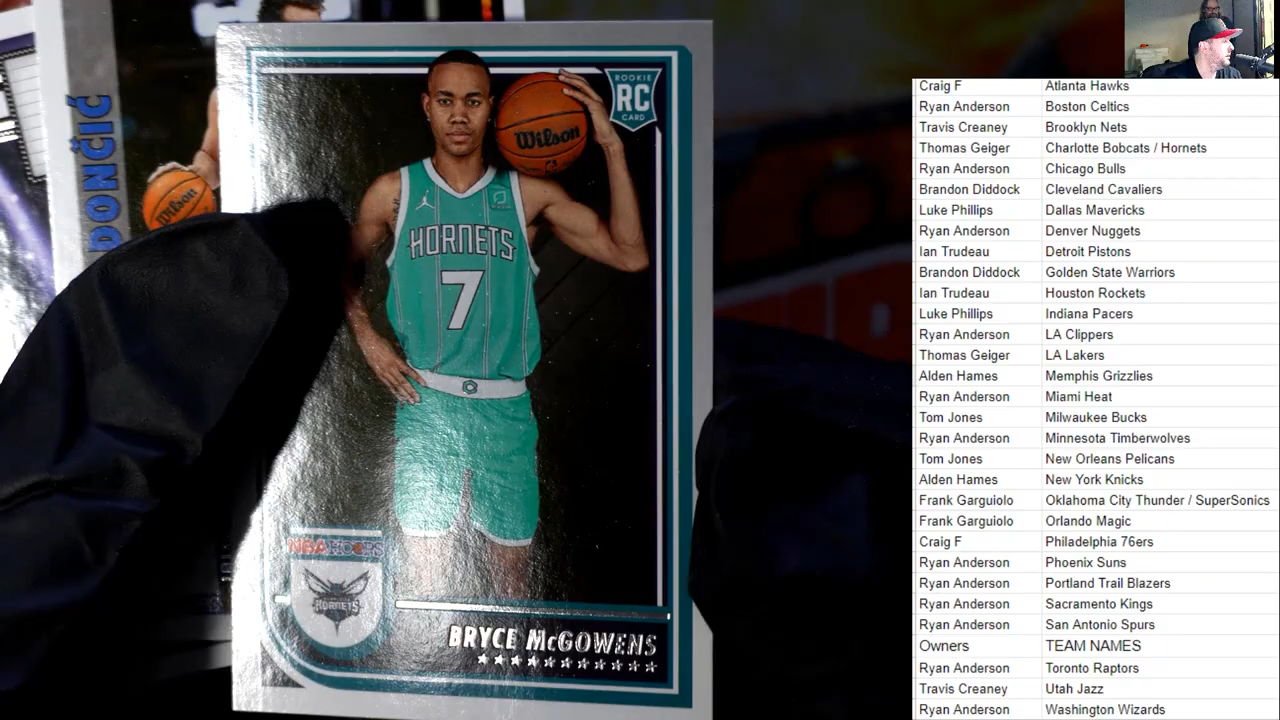 DONČIĆ
Wilson
Wilson
ROOKIE
RC
CARD
HORNETS
7
NBA HOOPS
HORNETS
BRYCE McGOWENS
Craig F Atlanta Hawks
Ryan Anderson Boston Celtics
Travis Creaney Brooklyn Nets
Thomas Geiger Charlotte Bobcats / Hornets
Ryan Anderson Chicago Bulls
Brandon Diddock Cleveland Cavaliers
Luke Phillips Dallas Mavericks
Ryan Anderson Denver Nuggets
Ian Trudeau Detroit Pistons
Brandon Diddock Golden State Warriors
Ian Trudeau Houston Rockets
Luke Phillips Indiana Pacers
Ryan Anderson LA Clippers
Thomas Geiger LA Lakers
Alden Hames Memphis Grizzlies
Ryan Anderson Miami Heat
Tom Jones Milwaukee Bucks
Ryan Anderson Minnesota Timberwolves
Tom Jones New Orleans Pelicans
Alden Hames New York Knicks
Frank Garguiolo Oklahoma City Thunder / SuperSonics
Frank Garguiolo Orlando Magic
Craig F Philadelphia 76ers
Ryan Anderson Phoenix Suns
Ryan Anderson Portland Trail Blazers
Ryan Anderson Sacramento Kings
Ryan Anderson San Antonio Spurs
Owners TEAM NAMES
Ryan Anderson Toronto Raptors
Travis Creaney Utah Jazz
Ryan Anderson Washington Wizards